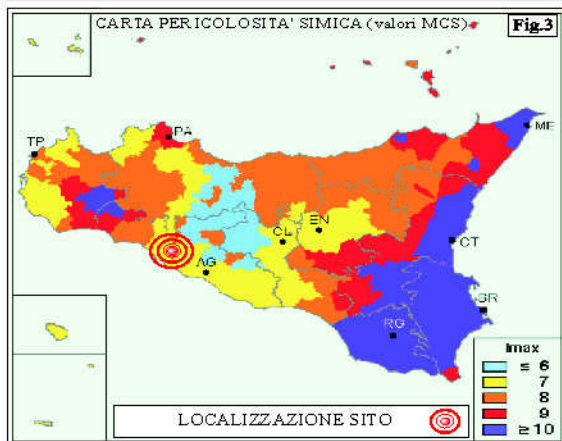 CARTA PERICOLOSITA' SIMICA (valori MCS)
Fig.3
PA
ME
TP
EN
CL
CT
AG
SR
RG
Imax
≤ 6
7
8
9
≥10
LOCALIZZAZIONE SITO